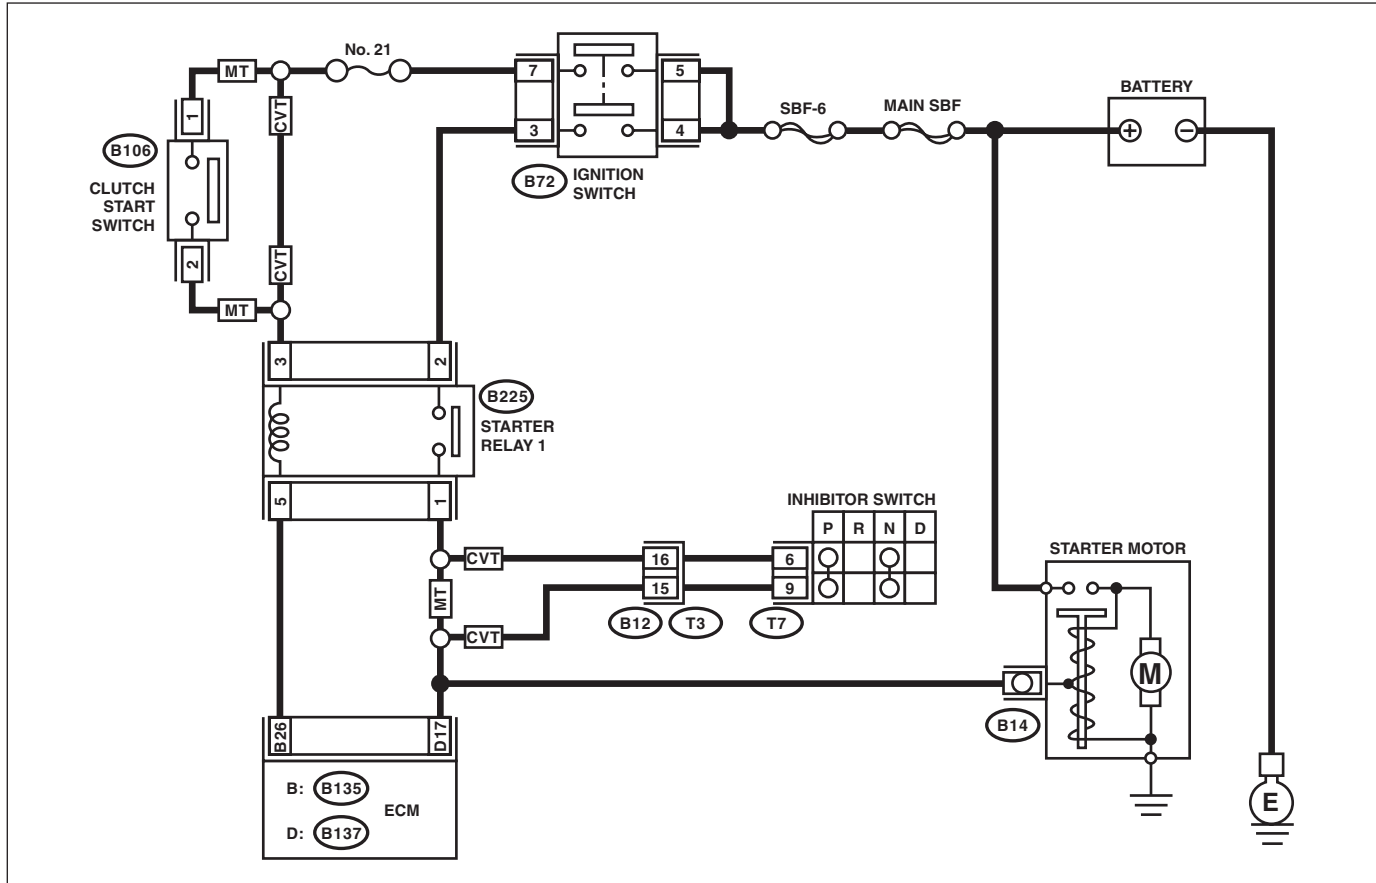 No. 21
MT
7
5
CVT
SBF-6
MAIN SBF
BATTERY
+
−
1
3
4
B106
B72
IGNITION
SWITCH
CLUTCH
START
SWITCH
2
CVT
MT
3
2
B225
STARTER
RELAY 1
5
1
INHIBITOR SWITCH
P R N D
CVT
16
6
STARTER MOTOR
MT
15
9
CVT
B12
T3
T7
M
B14
B26
D17
B: B135
ECM
D: B137
E